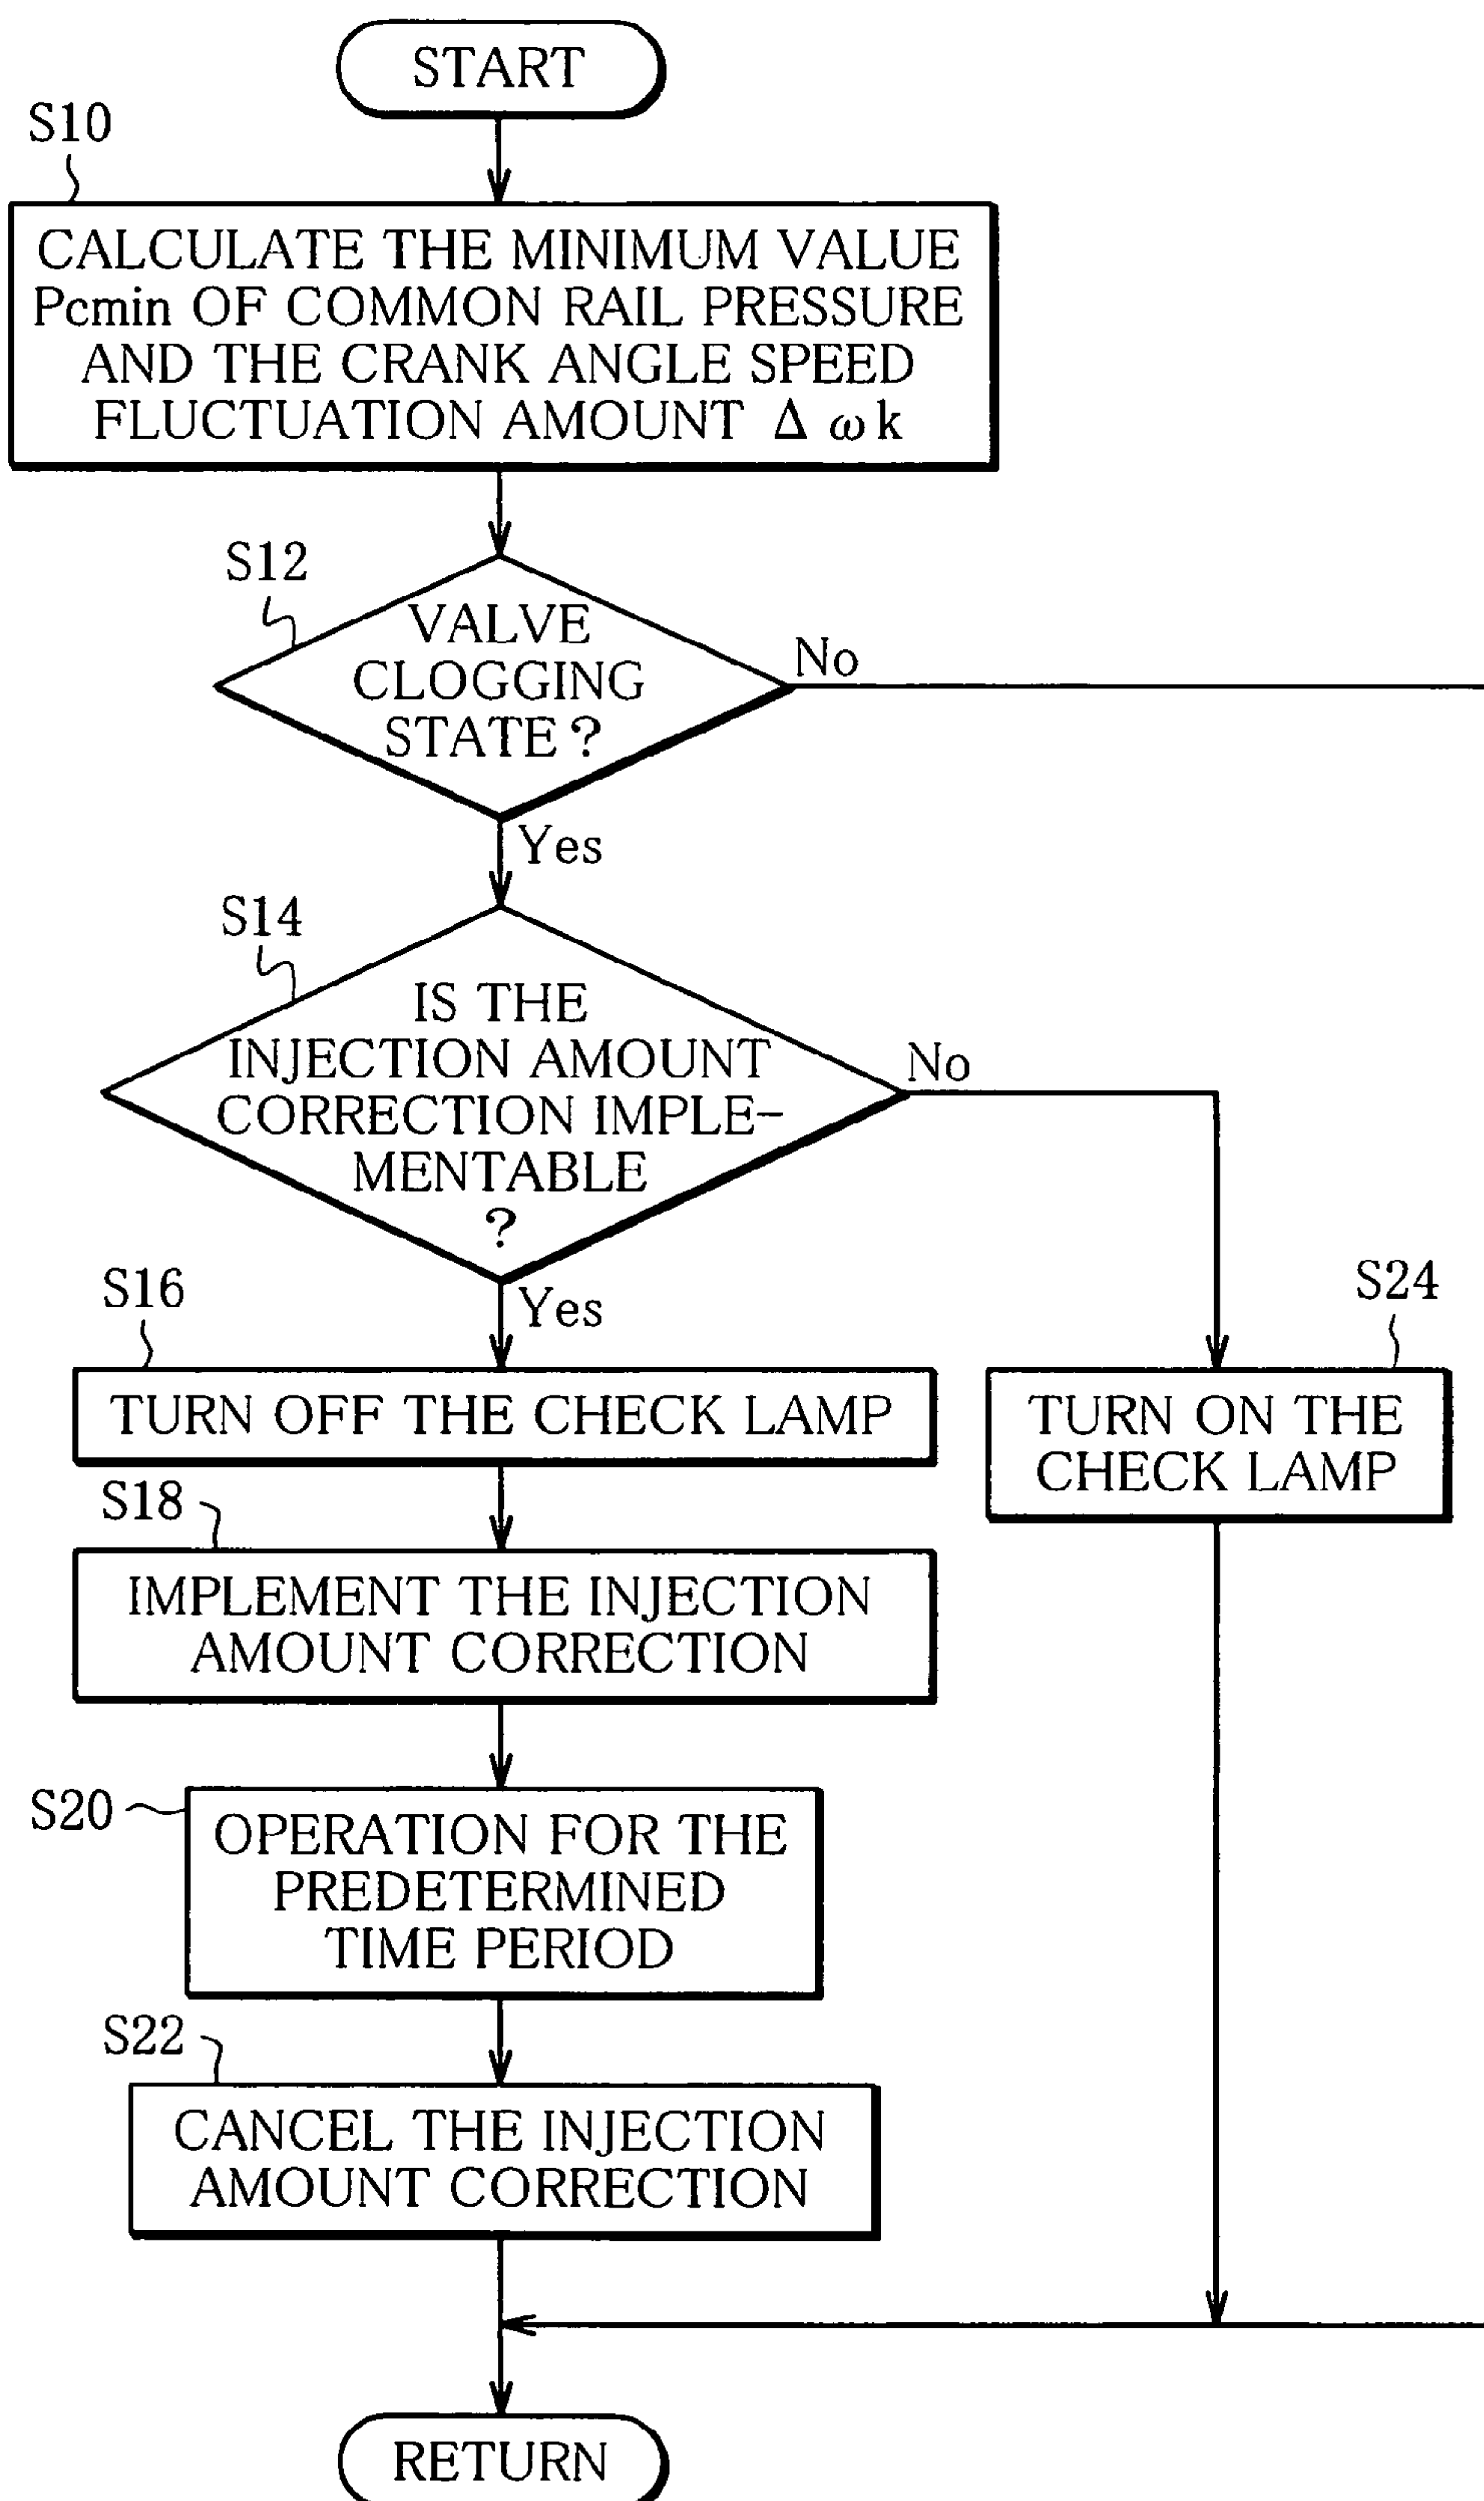 START
S10
CALCULATE THE MINIMUM VALUE
Pcmin OF COMMON RAIL PRESSURE
AND THE CRANK ANGLE SPEED
FLUCTUATION AMOUNT Δ ωk
S12
VALVE
CLOGGING
STATE ?
No
Yes
S14
IS THE
INJECTION AMOUNT
CORRECTION IMPLE-
MENTABLE
?
No
Yes
S16
TURN OFF THE CHECK LAMP
S24
TURN ON THE
CHECK LAMP
S18
IMPLEMENT THE INJECTION
AMOUNT CORRECTION
S20
OPERATION FOR THE
PREDETERMINED
TIME PERIOD
S22
CANCEL THE INJECTION
AMOUNT CORRECTION
RETURN